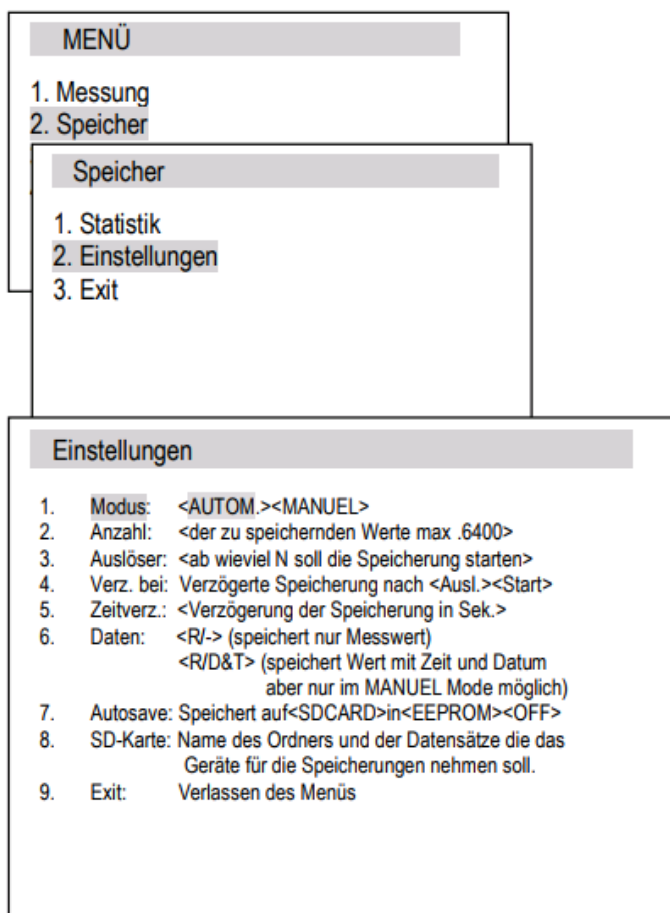 MENÜ
1. Messung
2. Speicher
Speicher
1. Statistik
2. Einstellungen
3. Exit
Einstellungen
1. Modus: <AUTOM.><MANUEL>
2. Anzahl: <der zu speichernden Werte max .6400>
3. Auslöser: <ab wieviel N soll die Speicherung starten>
4. Verz. bei: Verzögerte Speicherung nach <Ausl.><Start>
5. Zeitverz.: <Verzögerung der Speicherung in Sek.>
6. Daten: <R/-> (speichert nur Messwert)
<R/D&T> (speichert Wert mit Zeit und Datum
aber nur im MANUEL Mode möglich)
7. Autosave: Speichert auf<SDCARD>in<EEPROM><OFF>
8. SD-Karte: Name des Ordners und der Datensätze die das
Geräte für die Speicherungen nehmen soll.
9. Exit: Verlassen des Menüs